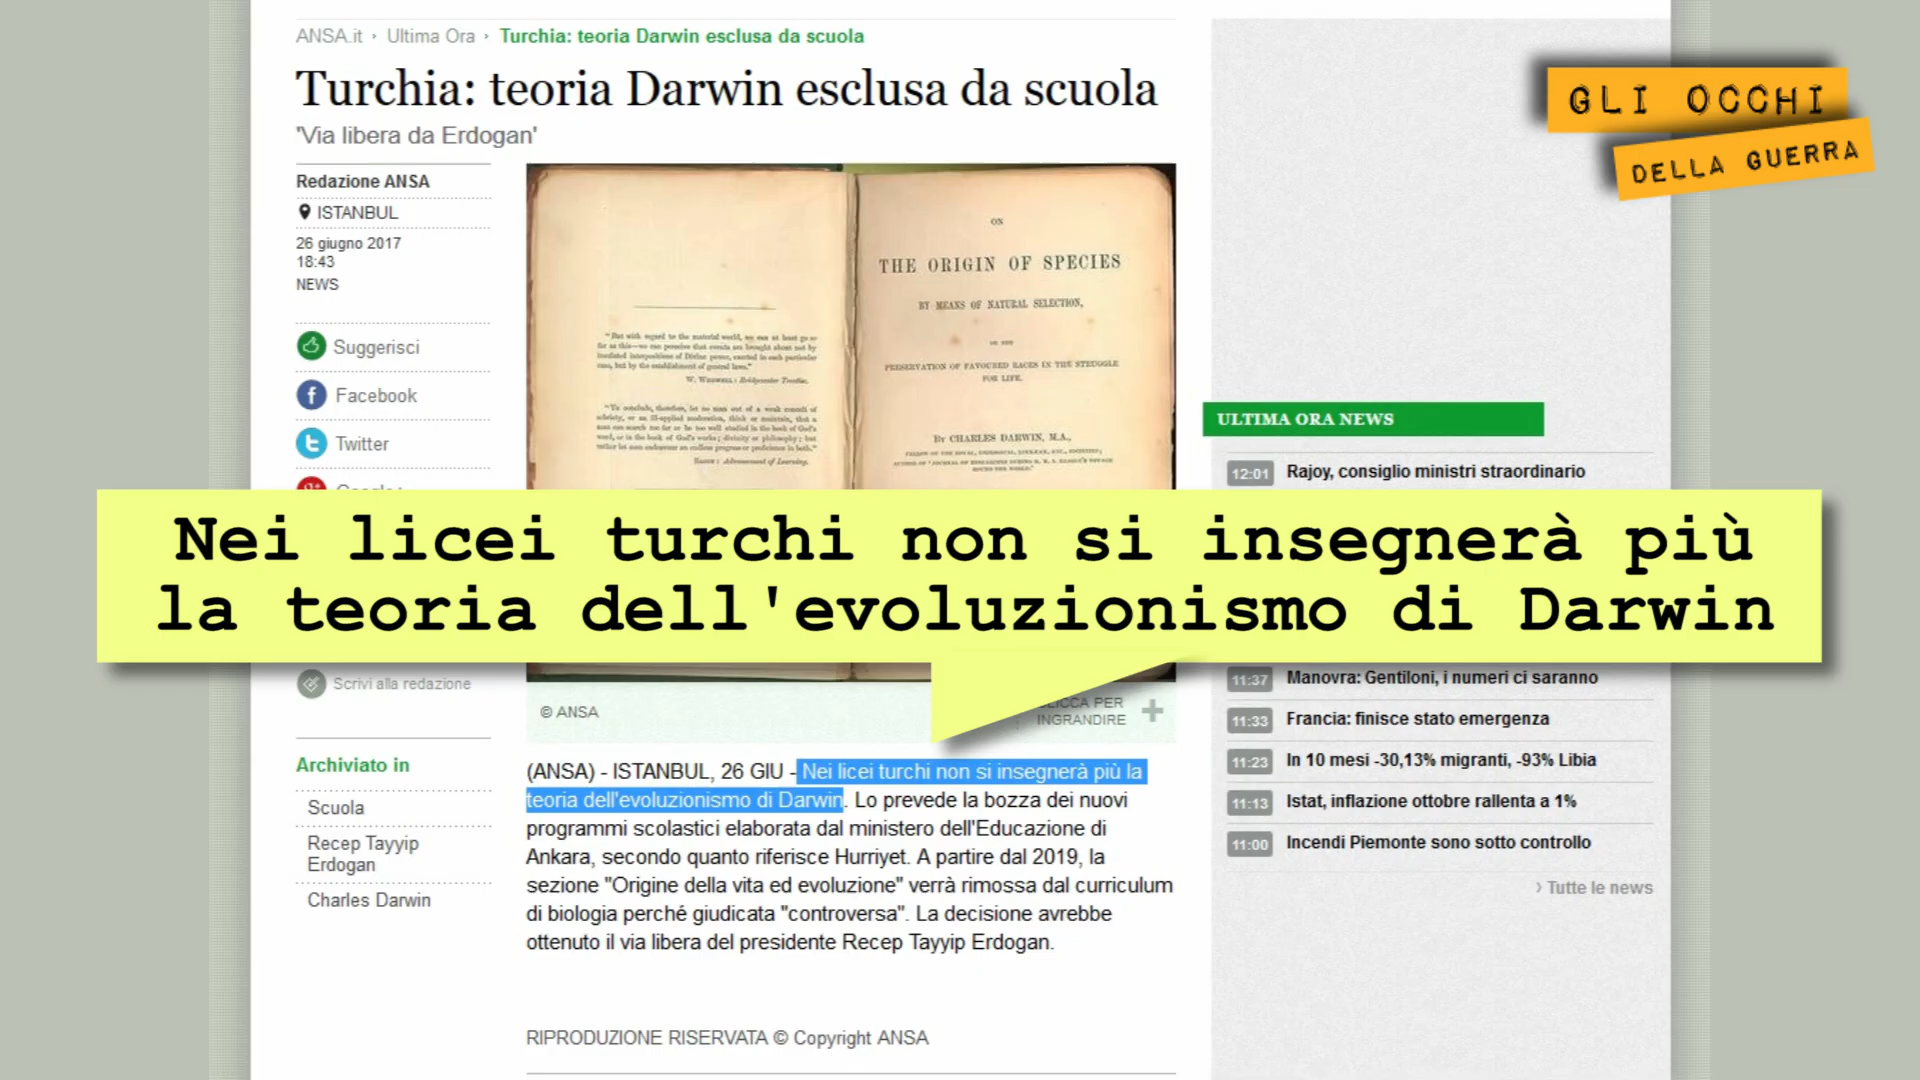 ANSA.it › Ultima Ora › Turchia: teoria Darwin esclusa da scuola
Turchia: teoria Darwin esclusa da scuola
'Via libera da Erdogan'
GLI OCCHI
DELLA GUERRA
Redazione ANSA
ISTANBUL
26 giugno 2017
18:43
NEWS
Suggerisci
Facebook
Twitter
ON
THE ORIGIN OF SPECIES
BY MEANS OF NATURAL SELECTION,
OR THE
PRESERVATION OF FAVOURED RACES IN THE STRUGGLE
FOR LIFE.
BY CHARLES DARWIN, M.A.,
ULTIMA ORA NEWS
12:01 Rajoy, consiglio ministri straordinario
Nei licei turchi non si insegnerà più
la teoria dell'evoluzionismo di Darwin
Scrivi alla redazione
© ANSA
CLICCA PER
INGRANDIRE
11:37 Manovra: Gentiloni, i numeri ci saranno
11:33 Francia: finisce stato emergenza
11:23 In 10 mesi -30,13% migranti, -93% Libia
11:13 Istat, inflazione ottobre rallenta a 1%
11:00 Incendi Piemonte sono sotto controllo
› Tutte le news
Archiviato in
Scuola
Recep Tayyip
Erdogan
Charles Darwin
(ANSA) - ISTANBUL, 26 GIU - Nei licei turchi non si insegnerà più la
teoria dell'evoluzionismo di Darwin. Lo prevede la bozza dei nuovi
programmi scolastici elaborata dal ministero dell'Educazione di
Ankara, secondo quanto riferisce Hurriyet. A partire dal 2019, la
sezione "Origine della vita ed evoluzione" verrà rimossa dal curriculum
di biologia perché giudicata "controversa". La decisione avrebbe
ottenuto il via libera del presidente Recep Tayyip Erdogan.
RIPRODUZIONE RISERVATA © Copyright ANSA